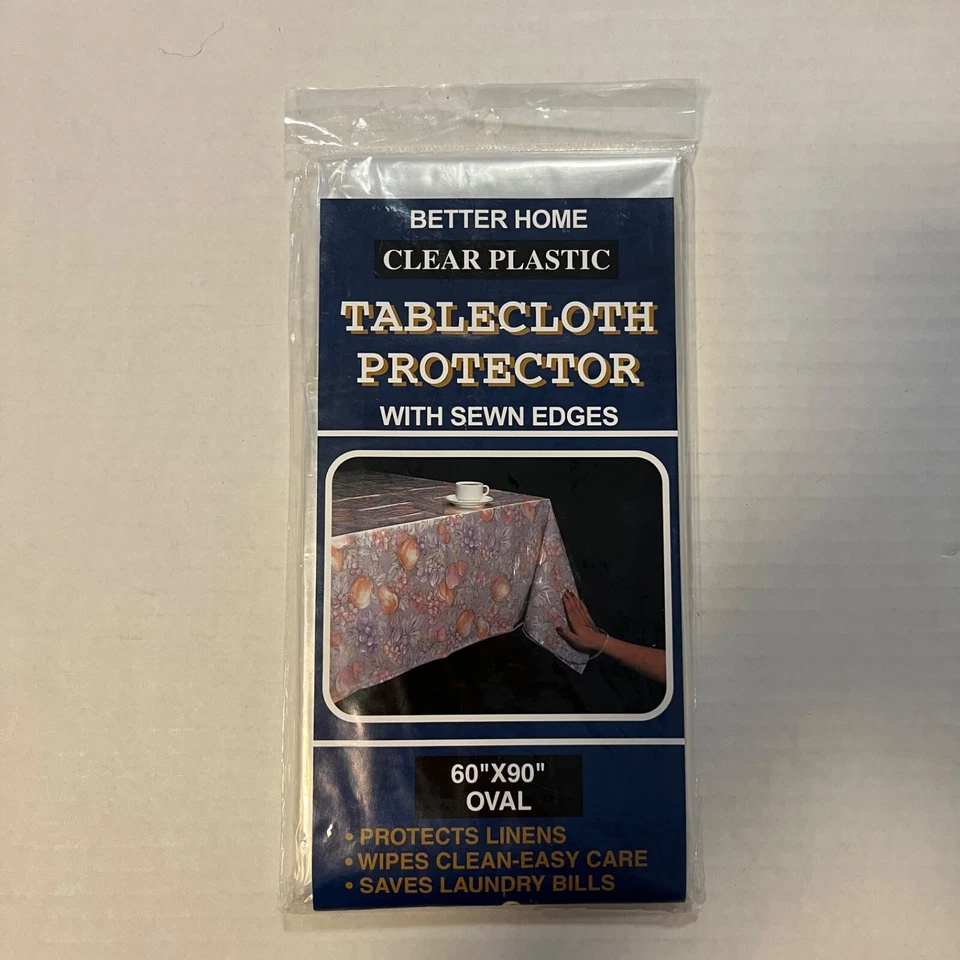 BETTER HOME
CLEAR PLASTIC
TABLECLOTH
PROTECTOR
WITH SEWN EDGES
60"X90"
OVAL
• PROTECTS LINENS
• WIPES CLEAN-EASY CARE
• SAVES LAUNDRY BILLS